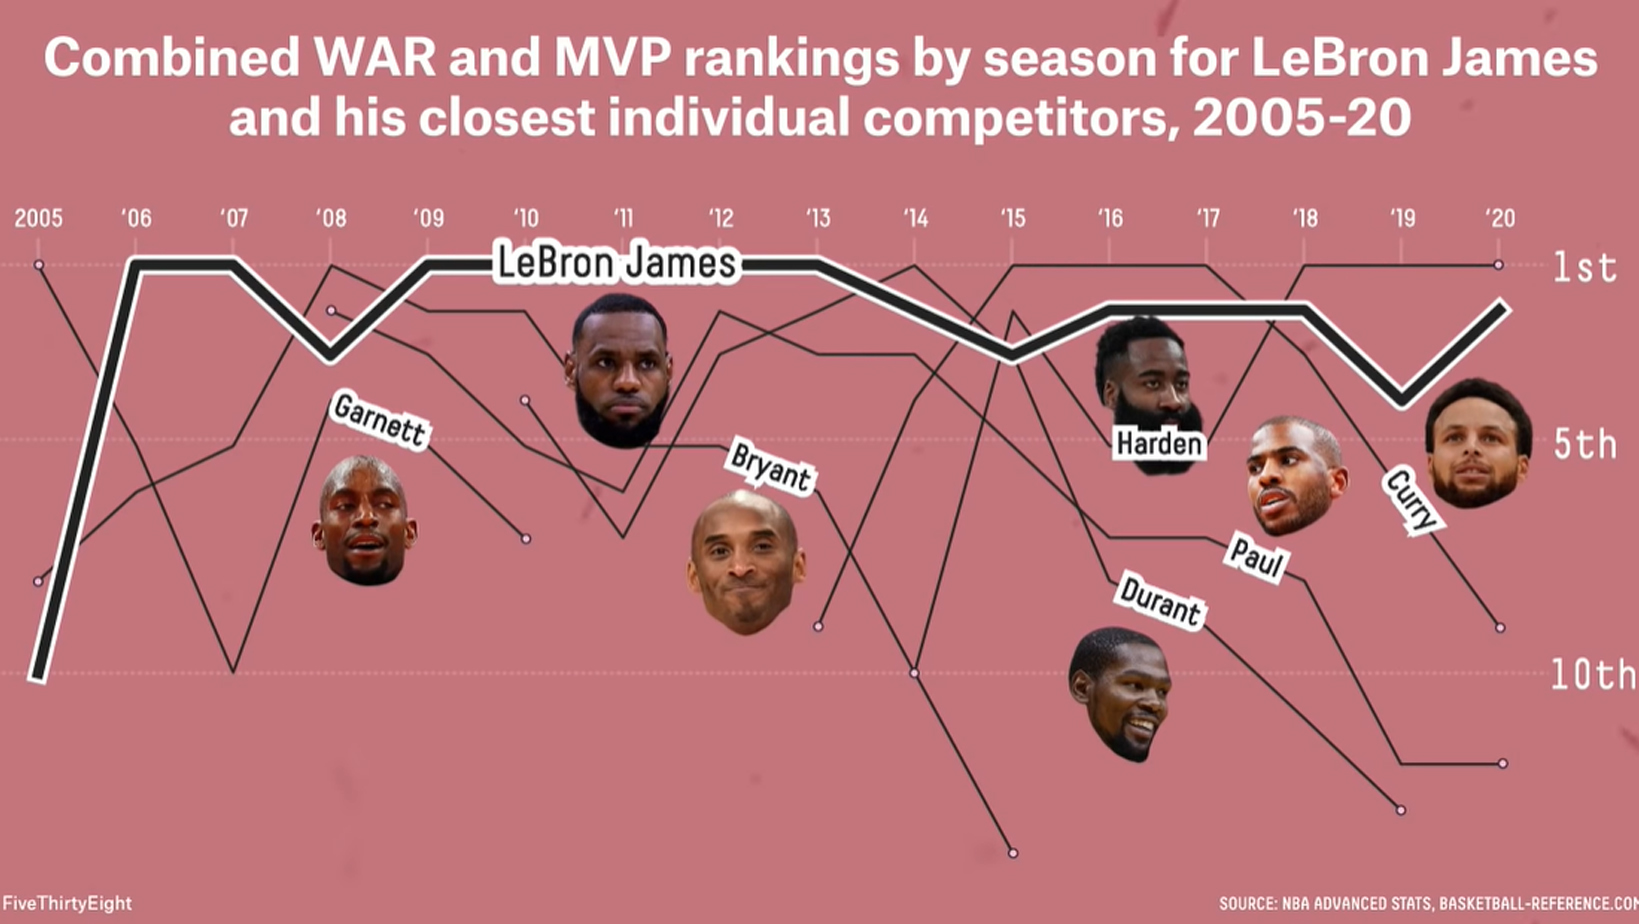 Combined WAR and MVP rankings by season for LeBron James
and his closest individual competitors, 2005-20
2005 ‘06 ‘07 ‘08 ‘09 ‘10 ‘11 ‘12 ‘13 ‘14 ‘15 ‘16 ‘17 ‘18 ‘19 ‘20
LeBron James
1st
Garnett
Bryant
Harden
5th
Curry
Paul
Durant
10th
FiveThirtyEight
SOURCE: NBA ADVANCED STATS, BASKETBALL-REFERENCE.COM